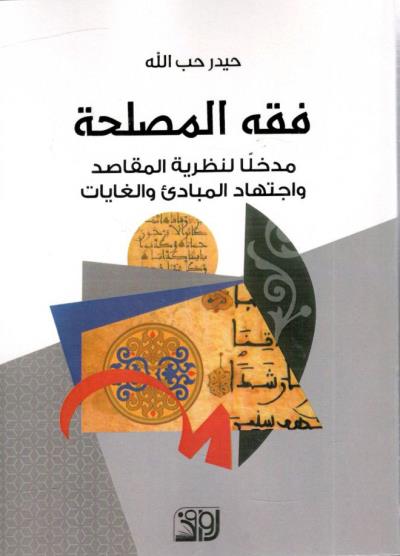 حيدر حب الله
فقه المصلحة
مدخلًا لنظرية المقاصد
واجتهاد المبادئ والغايات